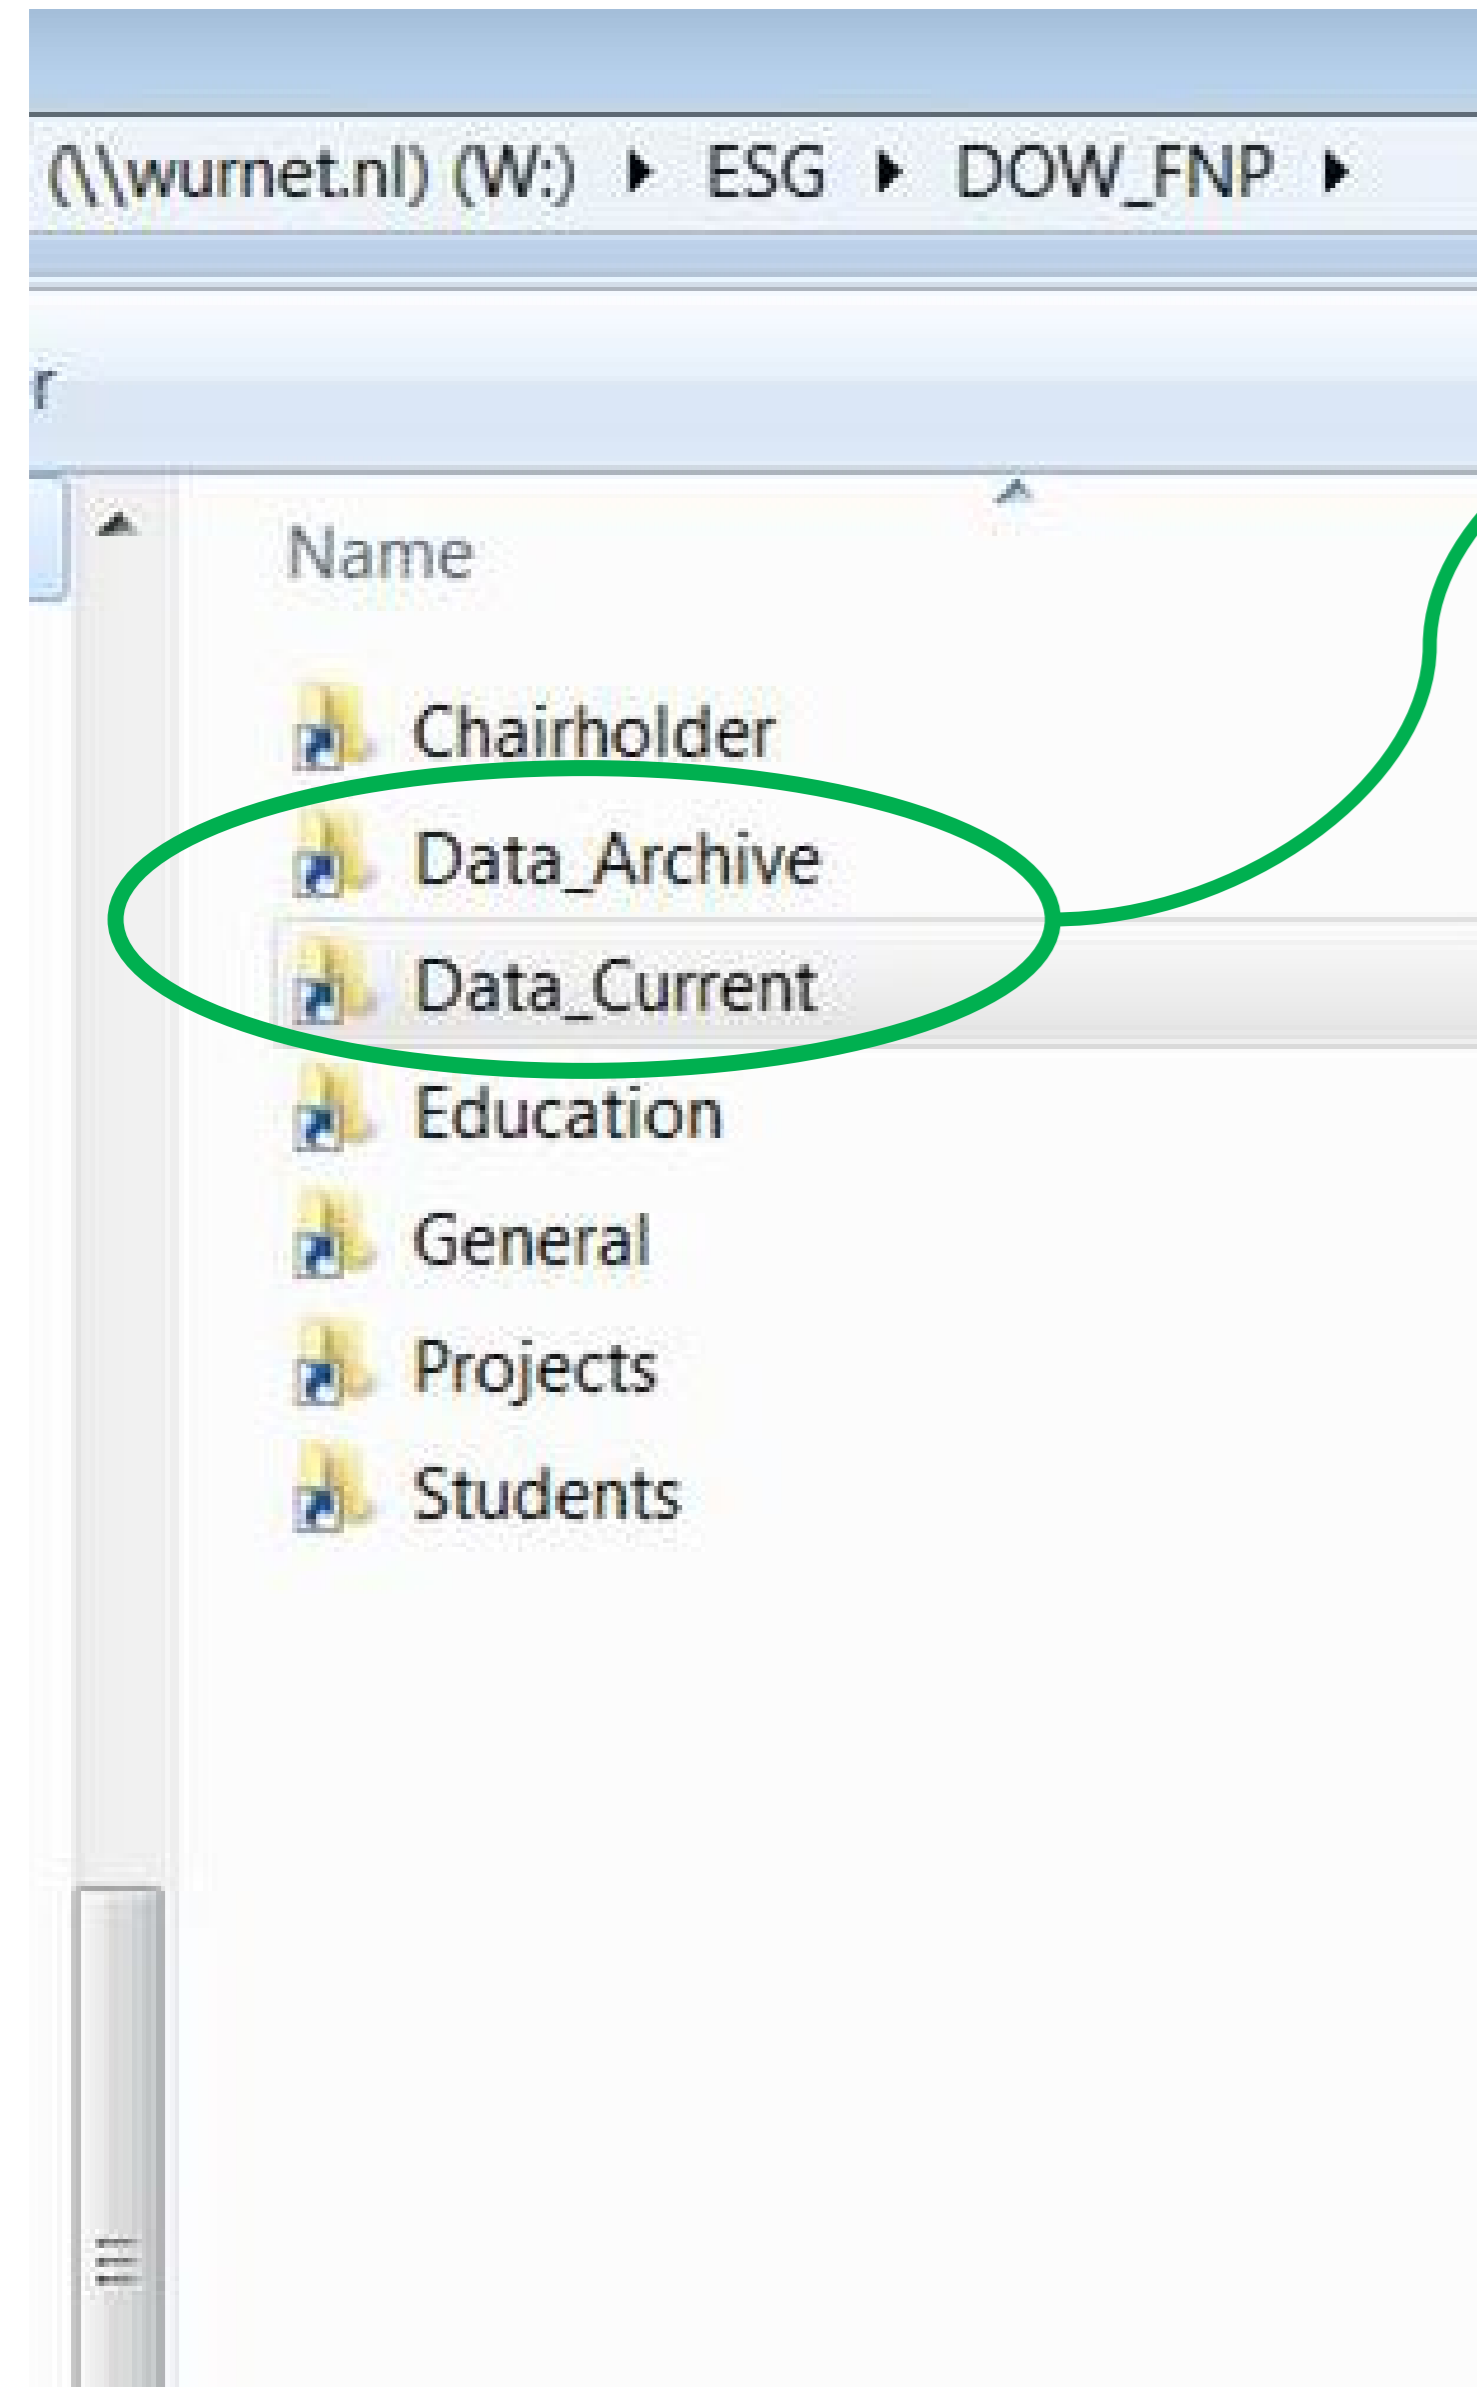 (\\wurnet.nl) (W:) ESG DOW_FNP
r
Name
Chairholder
Data_Archive
Data_Current
Education
General
Projects
Students